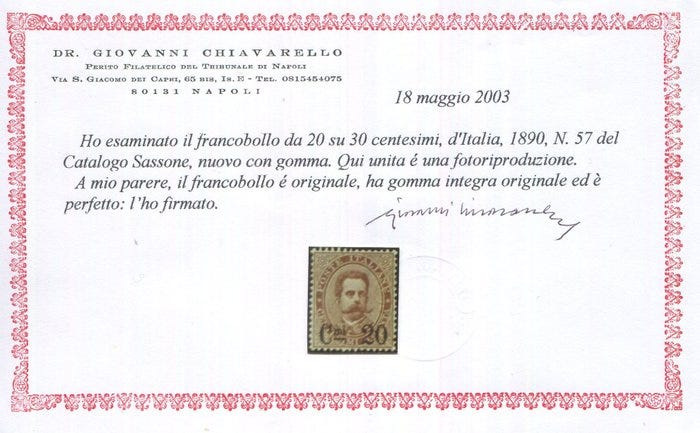 DR. GIOVANNI CHIAVARELLO
PERITO FILATELICO DEL TRIBUNALE DI NAPOLI
VIA S. GIACOMO DEI CAPRI, 65 BIS, IS. E - TEL. 0815454075
80131 NAPOLI
18 maggio 2003
Ho esaminato il francobollo da 20 su 30 centesimi, d'Italia, 1890, N. 57 del
Catalogo Sassone, nuovo con gomma. Qui unita é una fotoriproduzione.
A mio parere, il francobollo é originale, ha gomma integra originale ed è
perfetto: l'ho firmato.
POSTE ITALIANE
Cmi 20